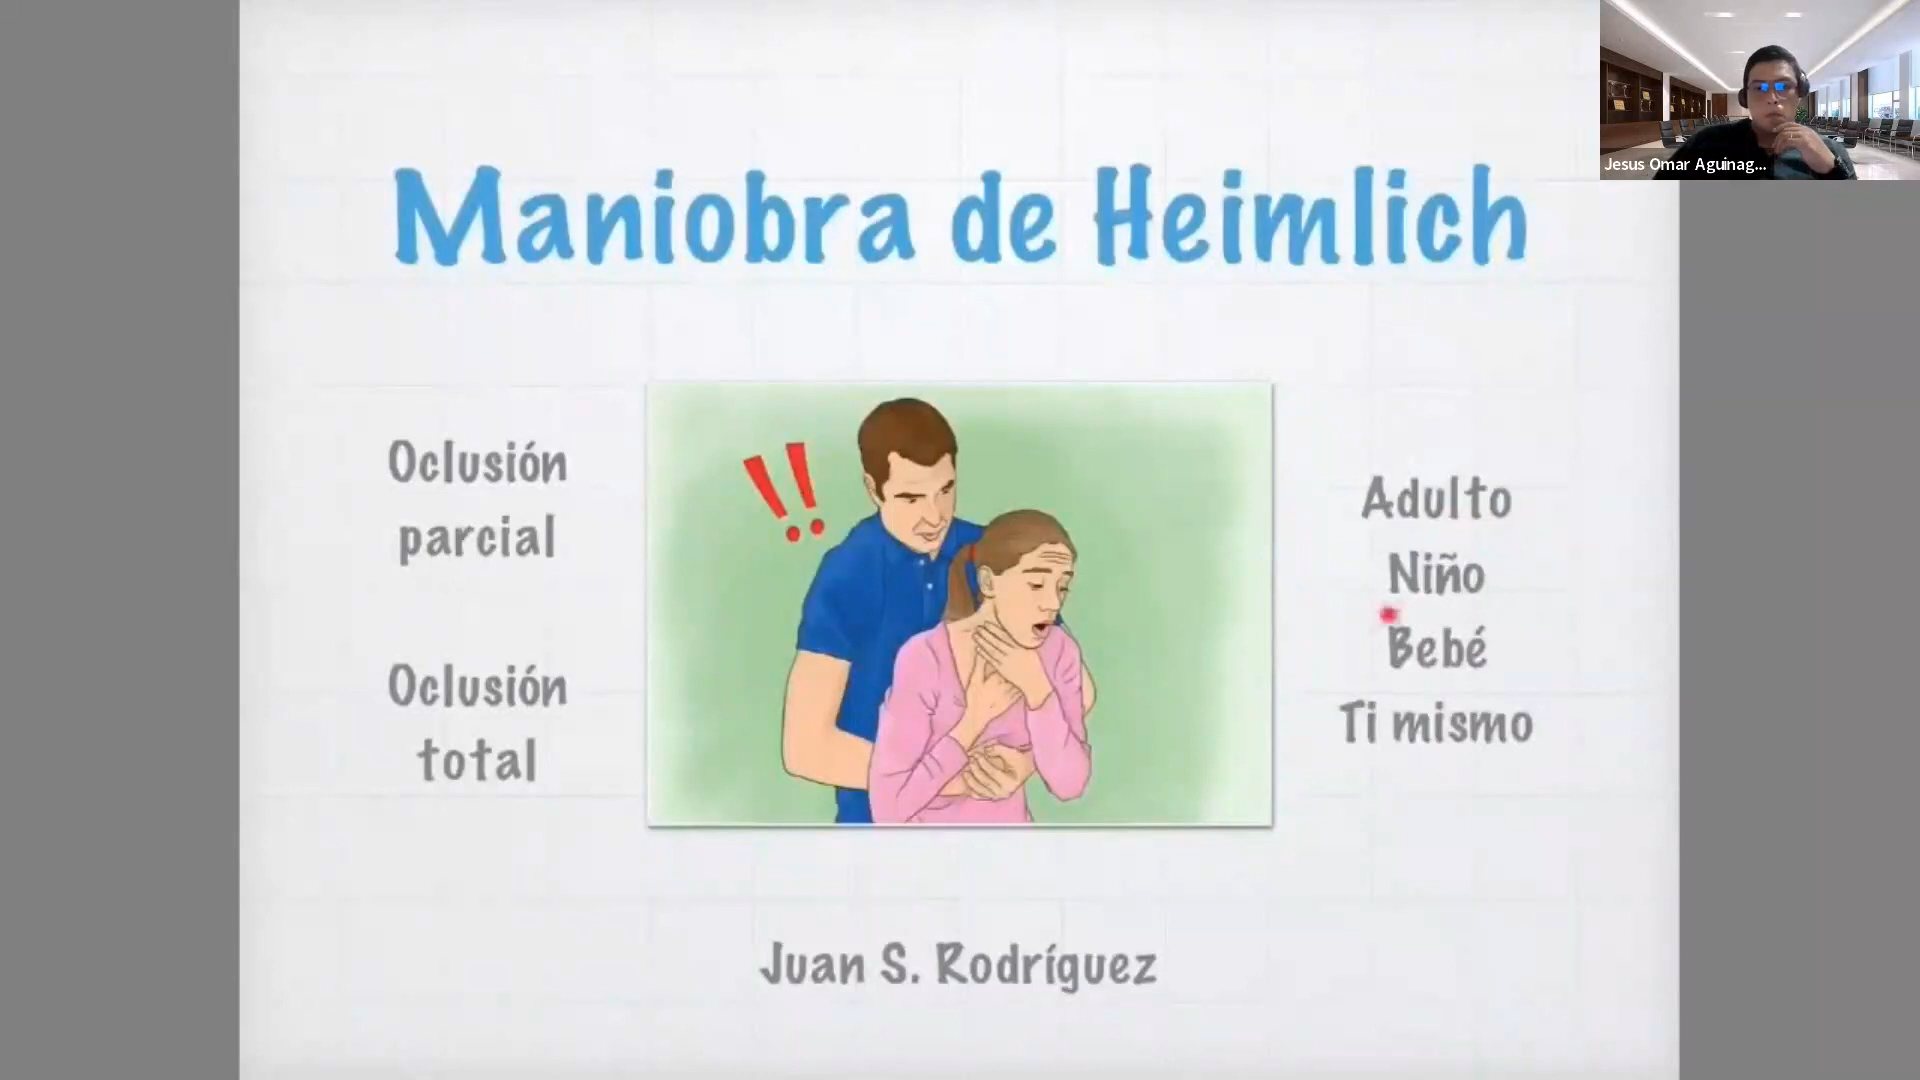 Maniobra de Heimlich
Oclusión
parcial
Oclusión
total
!!
Adulto
Niño
Bebé
Ti mismo
Juan S. Rodríguez
Jesus Omar Aguinag...